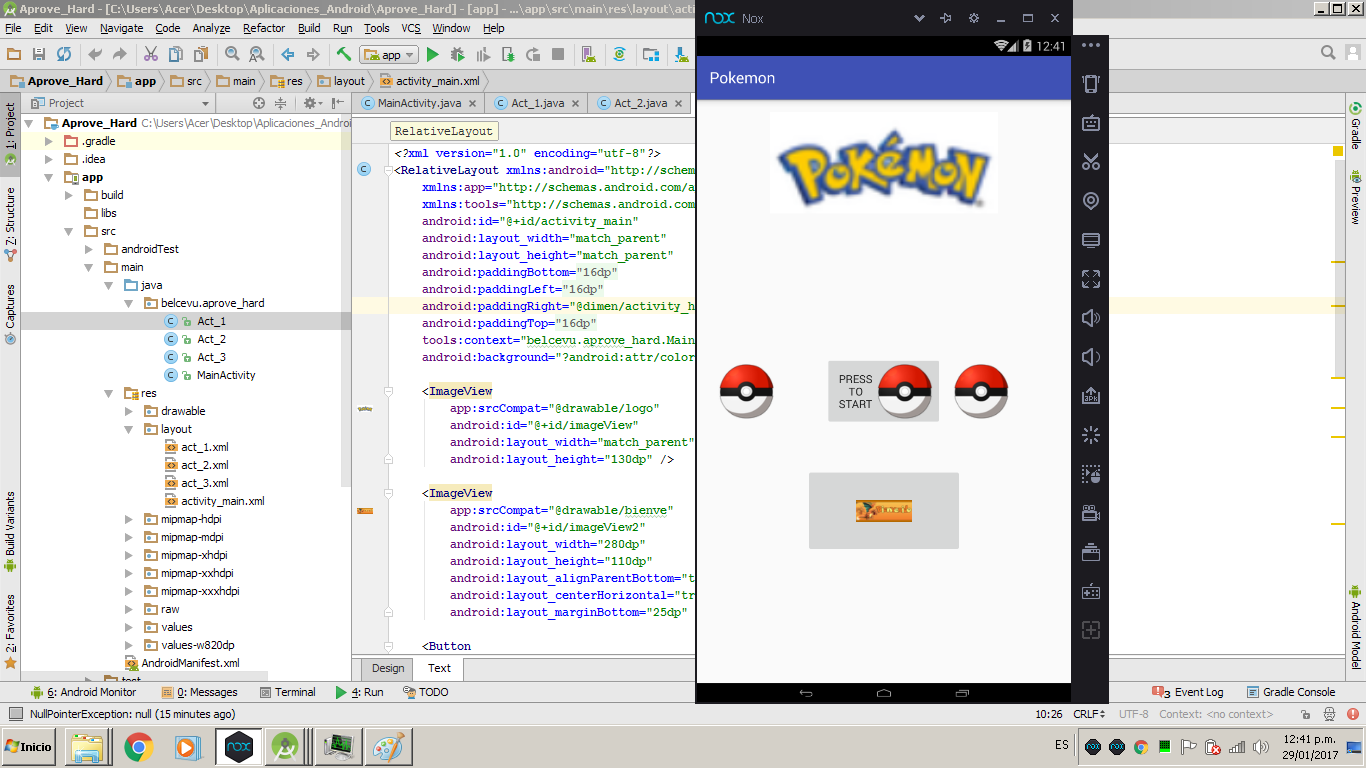 Aprove_Hard - [C:\Users\Acer\Desktop\Aplicaciones_Android\Aprove_Hard] - [app] - ...\app\src\main\res\layout\acti
File Edit View Navigate Code Analyze Refactor Build Run Tools VCS Window Help
app
Aprove_Hard app src main res layout activity_main.xml
Project
MainActivity.java Act_1.java Act_2.java
1: Project
Z: Structure
Captures
Build Variants
2: Favorites
Aprove_Hard C:\Users\Acer\Desktop\Aplicaciones_Androi
.gradle
.idea
app
build
libs
src
androidTest
main
java
belcevu.aprove_hard
Act_1
Act_2
Act_3
MainActivity
res
drawable
layout
act_1.xml
act_2.xml
act_3.xml
activity_main.xml
mipmap-hdpi
mipmap-mdpi
mipmap-xhdpi
mipmap-xxhdpi
mipmap-xxxhdpi
raw
values
values-w820dp
AndroidManifest.xml
test
RelativeLayout
<?xml version="1.0" encoding="utf-8"?>
<RelativeLayout xmlns:android="http://schem
xmlns:app="http://schemas.android.com/a
xmlns:tools="http://schemas.android.com
android:id="@+id/activity_main"
android:layout_width="match_parent"
android:layout_height="match_parent"
android:paddingBottom="16dp"
android:paddingLeft="16dp"
android:paddingRight="@dimen/activity_h
android:paddingTop="16dp"
tools:context="belcevu.aprove_hard.Main
android:background="?android:attr/color
<ImageView
app:srcCompat="@drawable/logo"
android:id="@+id/imageView"
android:layout_width="match_parent"
android:layout_height="130dp" />
<ImageView
app:srcCompat="@drawable/bienve"
android:id="@+id/imageView2"
android:layout_width="280dp"
android:layout_height="110dp"
android:layout_alignParentBottom="t
android:layout_centerHorizontal="tr
android:layout_marginBottom="25dp"
<Button
Design Text
nox Nox
12:41
Pokemon
POKéMON
PRESS
TO
START
Gradle
Preview
Android Model
6: Android Monitor 0: Messages Terminal 4: Run TODO
3 Event Log Gradle Console
NullPointerException: null (15 minutes ago)
10:26 CRLF UTF-8 Context: <no context>
Inicio
nox
ES
12:41 p.m.
29/01/2017